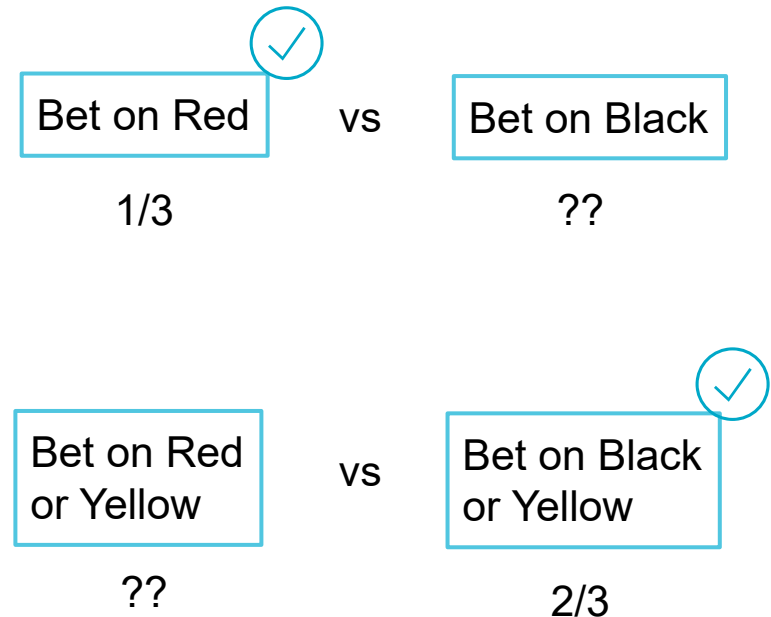 Bet on Red
vs
Bet on Black
1/3
??
Bet on Red
or Yellow
vs
Bet on Black
or Yellow
??
2/3